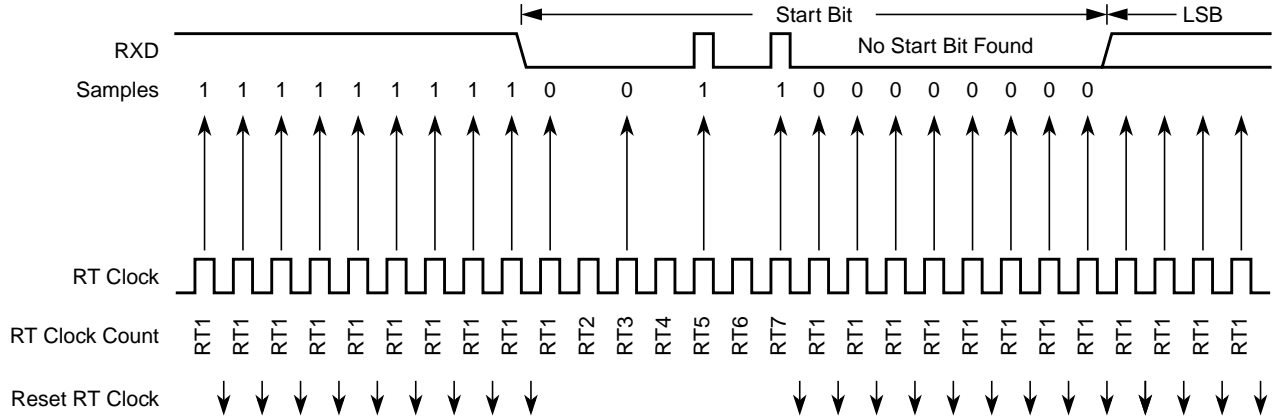 Start Bit LSB
RXD No Start Bit Found
Samples 1 1 1 1 1 1 1 1 1 0 0 1 1 0 0 0 0 0 0 0 0
RT Clock
RT Clock Count RT1 RT1 RT1 RT1 RT1 RT1 RT1 RT1 RT1 RT1 RT2 RT3 RT4 RT5 RT6 RT7 RT1 RT1 RT1 RT1 RT1 RT1 RT1 RT1 RT1 RT1 RT1 RT1
Reset RT Clock